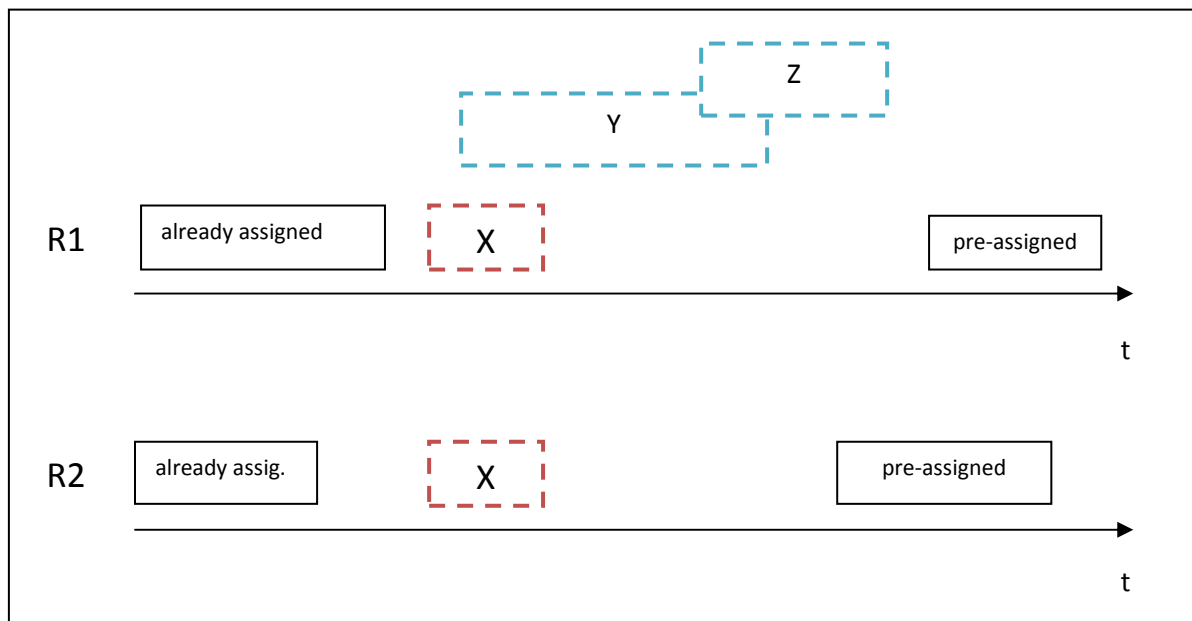 Z
Y
R1
already assigned
X
pre-assigned
t
R2
already assig.
X
pre-assigned
t